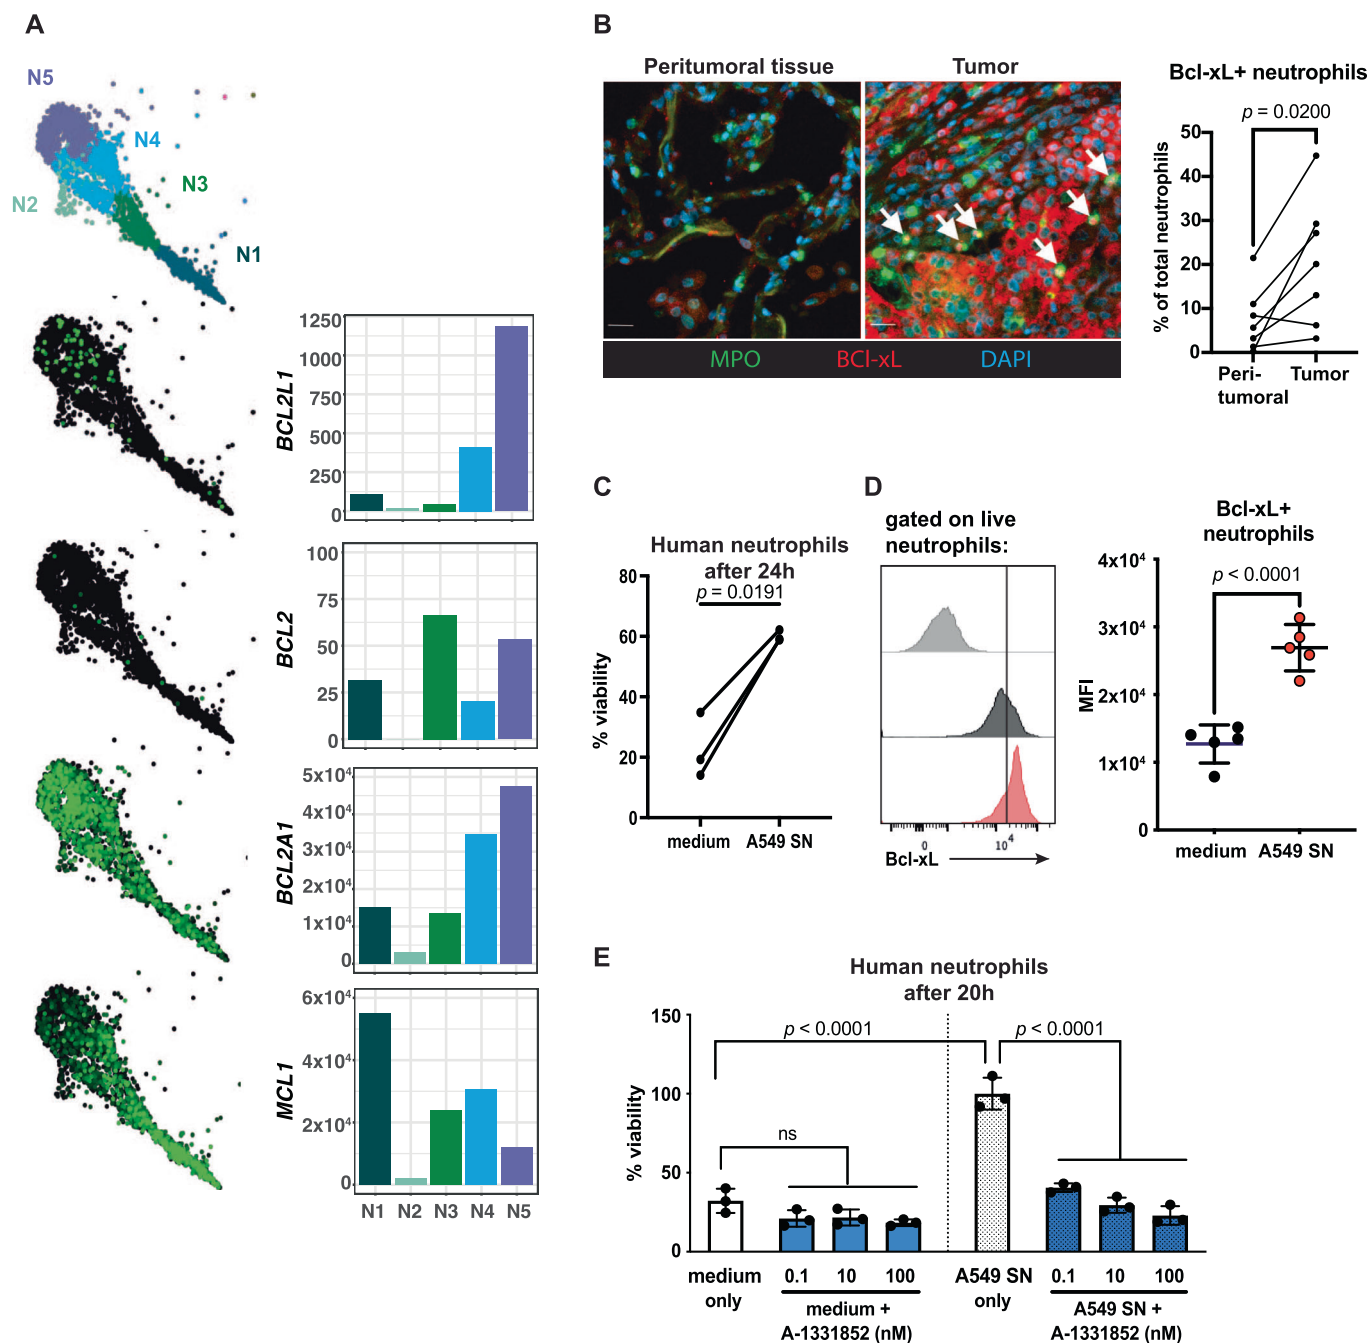 A
N5
N4
N3
N2
N1
BCL2L1
1250
1000
750
500
250
0
BCL2
100
75
50
25
0
BCL2A1
5x10⁴
4x10⁴
3x10⁴
2x10⁴
1x10⁴
0
MCL1
6x10⁴
4x10⁴
2x10⁴
0
N1 N2 N3 N4 N5
B
Peritumoral tissue Tumor
MPO BCl-xL DAPI
Bcl-xL+ neutrophils
p = 0.0200
% of total neutrophils
50
40
30
20
10
0
Peri- Tumor
tumoral
C
Human neutrophils
after 24h
p = 0.0191
% viability
80
60
40
20
0
medium A549 SN
D
gated on live
neutrophils:
0 10⁴
Bcl-xL
Bcl-xL+
neutrophils
p < 0.0001
MFI
4x10⁴
3x10⁴
2x10⁴
1x10⁴
0
medium A549 SN
E
Human neutrophils
after 20h
% viability
150
100
50
0
p < 0.0001 p < 0.0001
ns
medium 0.1 10 100 A549 SN 0.1 10 100
only only
medium + A549 SN +
A-1331852 (nM) A-1331852 (nM)